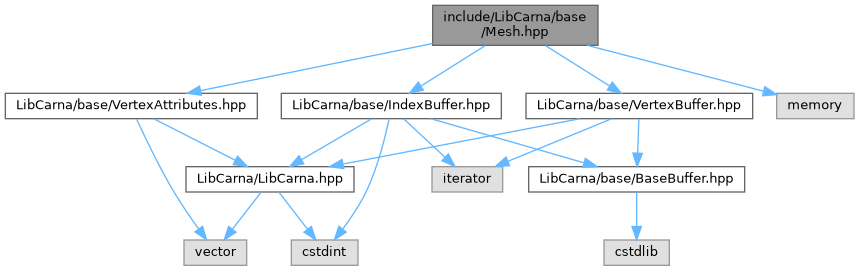 include/LibCarna/base
/Mesh.hpp
LibCarna/base/VertexAttributes.hpp
LibCarna/base/IndexBuffer.hpp
LibCarna/base/VertexBuffer.hpp
memory
LibCarna/LibCarna.hpp
iterator
LibCarna/base/BaseBuffer.hpp
vector
cstdint
cstdlib